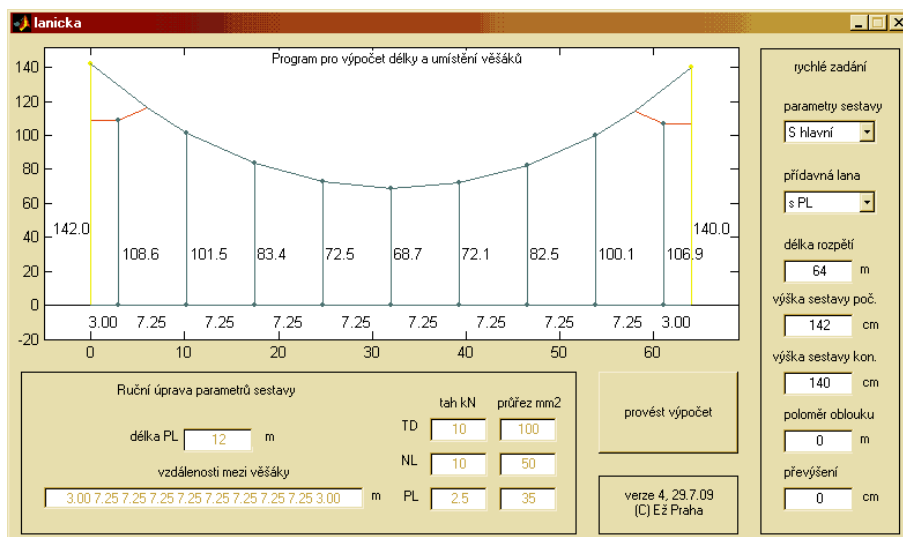 lanicka
Program pro výpočet délky a umístění věšáků
140
120
100
80
60
40
20
0
-20
142.0 108.6 101.5 83.4 72.5 68.7 72.1 82.5 100.1 106.9 140.0
3.00 7.25 7.25 7.25 7.25 7.25 7.25 7.25 7.25 3.00
0 10 20 30 40 50 60
Ruční úprava parametrů sestavy
délka PL 12 m
vzdálenosti mezi věšáky
3.00 7.25 7.25 7.25 7.25 7.25 7.25 7.25 7.25 3.00 m
tah kN průřez mm2
TD 10 100
NL 10 50
PL 2.5 35
provést výpočet
verze 4, 29.7.09
(C) Ež Praha
rychlé zadání
parametry sestavy
S hlavní
přídavná lana
s PL
délka rozpětí
64 m
výška sestavy poč.
142 cm
výška sestavy kon.
140 cm
poloměr oblouku
0 m
převýšení
0 cm